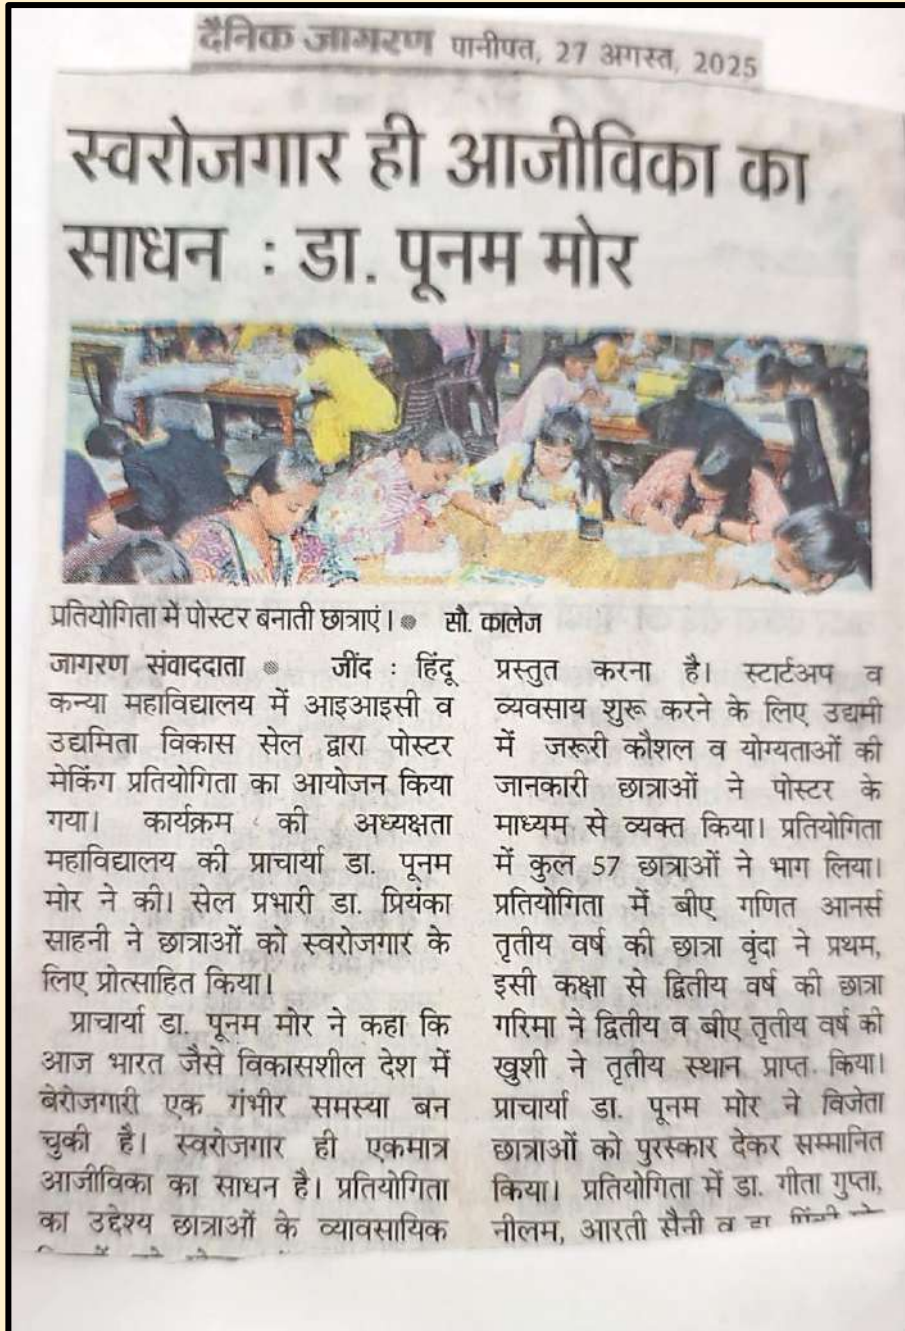 दैनिक जागरण पानीपत, 27 अगस्त, 2025
स्वरोजगार ही आजीविका का
साधन : डा. पूनम मोर
प्रतियोगिता में पोस्टर बनाती छात्राएं। ● सौ. कालेज
जागरण संवाददाता ● जींद : हिंदू
कन्या महाविद्यालय में आइआइसी व
उद्यमिता विकास सेल द्वारा पोस्टर
मेकिंग प्रतियोगिता का आयोजन किया
गया। कार्यक्रम की अध्यक्षता
महाविद्यालय की प्राचार्या डा. पूनम
मोर ने की। सेल प्रभारी डा. प्रियंका
साहनी ने छात्राओं को स्वरोजगार के
लिए प्रोत्साहित किया।
प्राचार्या डा. पूनम मोर ने कहा कि
आज भारत जैसे विकासशील देश में
बेरोजगारी एक गंभीर समस्या बन
चुकी है। स्वरोजगार ही एकमात्र
आजीविका का साधन है। प्रतियोगिता
का उद्देश्य छात्राओं के व्यावसायिक
प्रस्तुत करना है। स्टार्टअप व
व्यवसाय शुरू करने के लिए उद्यमी
में जरूरी कौशल व योग्यताओं की
जानकारी छात्राओं ने पोस्टर के
माध्यम से व्यक्त किया। प्रतियोगिता
में कुल 57 छात्राओं ने भाग लिया।
प्रतियोगिता में बीए गणित आनर्स
तृतीय वर्ष की छात्रा वृंदा ने प्रथम,
इसी कक्षा से द्वितीय वर्ष की छात्रा
गरिमा ने द्वितीय व बीए तृतीय वर्ष की
खुशी ने तृतीय स्थान प्राप्त किया।
प्राचार्या डा. पूनम मोर ने विजेता
छात्राओं को पुरस्कार देकर सम्मानित
किया। प्रतियोगिता में डा. गीता गुप्ता,
नीलम, आरती सैनी व डा.